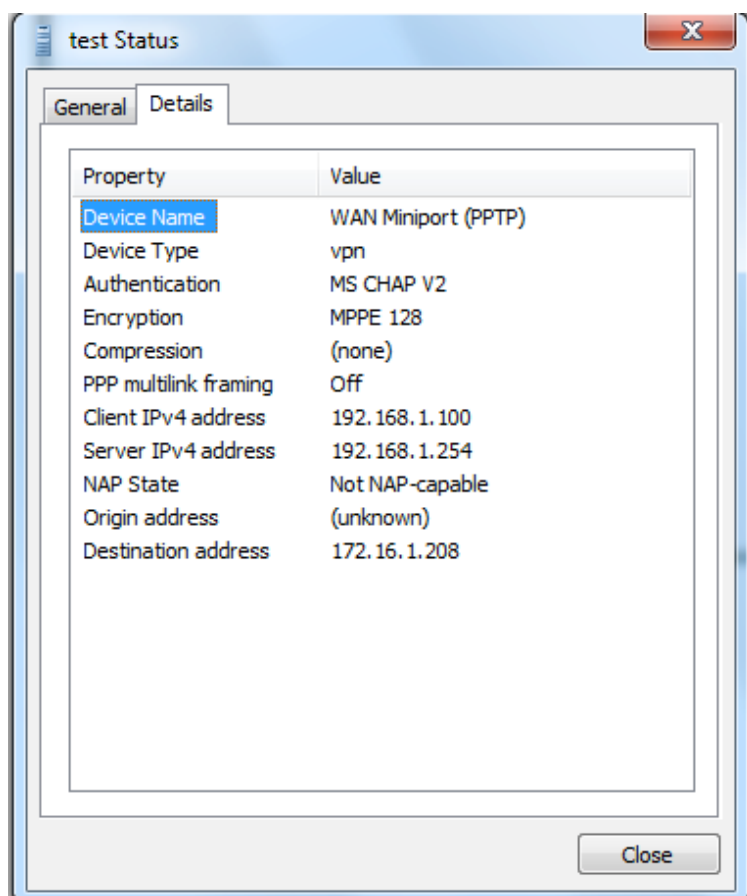 test Status
General Details
Property Value
Device Name WAN Miniport (PPTP)
Device Type vpn
Authentication MS CHAP V2
Encryption MPPE 128
Compression (none)
PPP multilink framing Off
Client IPv4 address 192.168.1.100
Server IPv4 address 192.168.1.254
NAP State Not NAP-capable
Origin address (unknown)
Destination address 172.16.1.208
Close